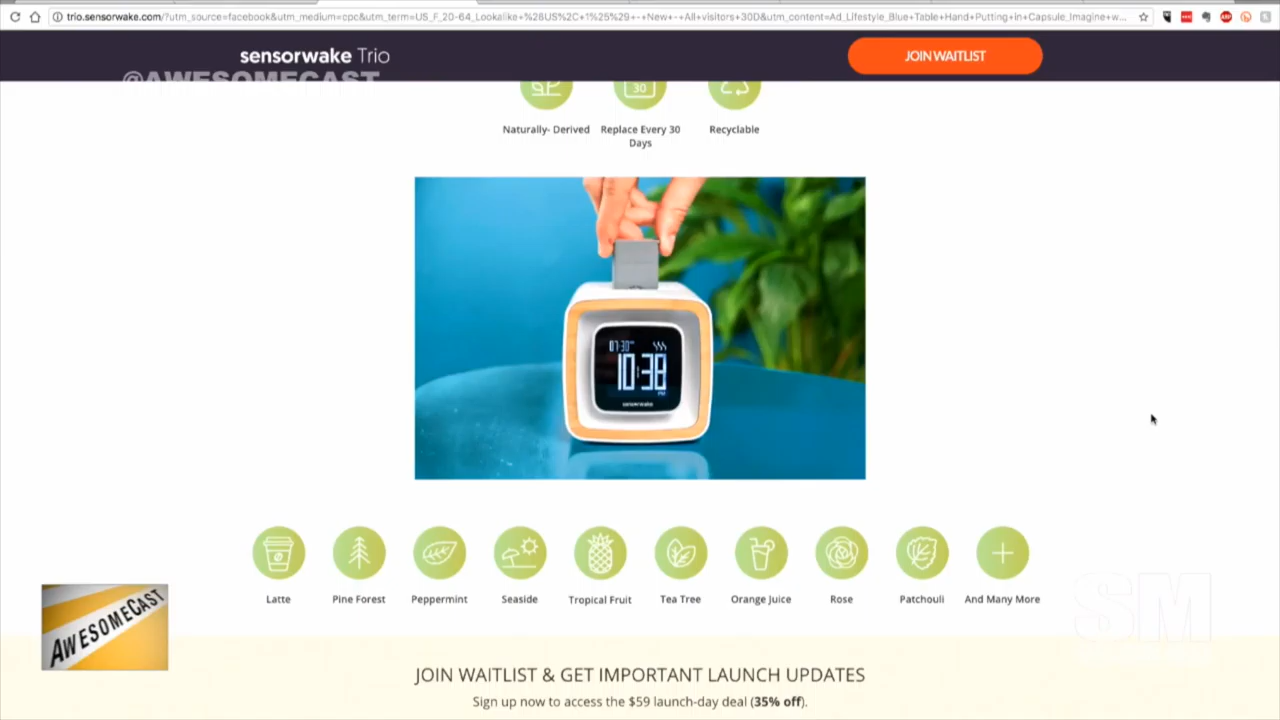 trio.sensorwake.com/?utm_source=facebook&utm_medium=cpc&utm_term=US_F_20-64_Lookalike+%28US%2C+1%25%29+-+New+-+All+visitors+30D&utm_content=Ad_Lifestyle_Blue+Table+Hand+Putting+in+Capsule_Imagine+w...
sensorwake Trio
JOIN WAITLIST
@AWESOMECAST
30
Naturally- Derived
Replace Every 30
Days
Recyclable
07:30
10:38
PM
sensorwake
Latte
Pine Forest
Peppermint
Seaside
Tropical Fruit
Tea Tree
Orange Juice
Rose
Patchouli
And Many More
AWESOMECAST
SM
JOIN WAITLIST & GET IMPORTANT LAUNCH UPDATES
Sign up now to access the $59 launch-day deal (35% off).